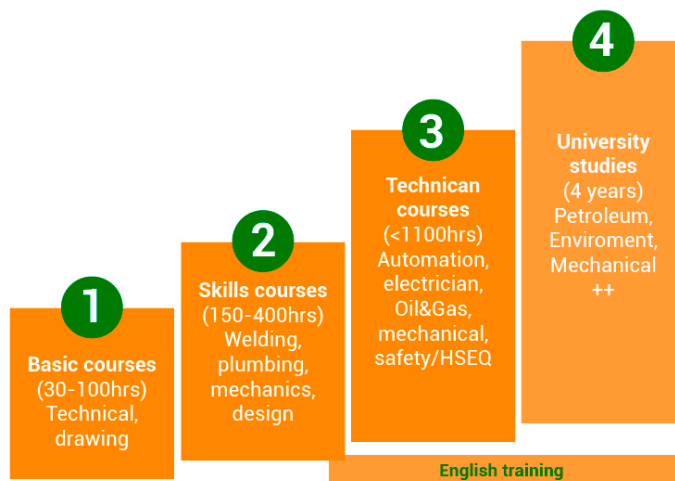 1
Basic courses
(30-100hrs)
Technical,
drawing
2
Skills courses
(150-400hrs)
Welding,
plumbing,
mechanics,
design
3
Technican
courses
(<1100hrs)
Automation,
electrician,
Oil&Gas,
mechanical,
safety/HSEQ
4
University
studies
(4 years)
Petroleum,
Enviroment,
Mechanical
++
English training